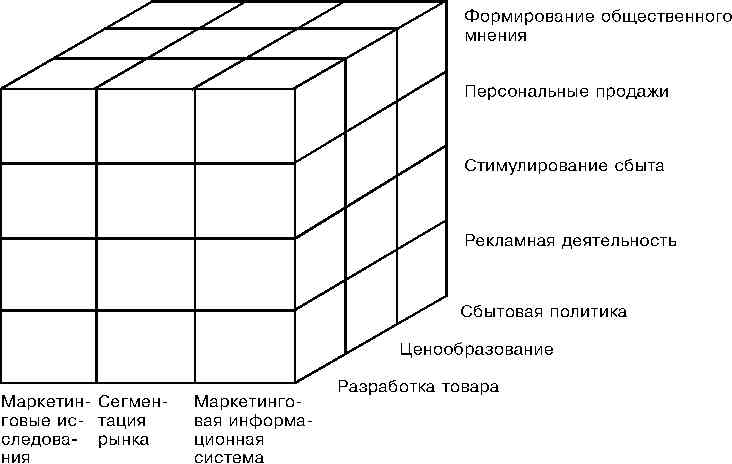 Формирование общественного
мнения
Персональные продажи
Стимулирование сбыта
Рекламная деятельность
Сбытовая политика
Ценообразование
Разработка товара
Маркетин-
говые ис-
следова-
ния
Сегмен-
тация
рынка
Маркетинго-
вая информа-
ционная
система